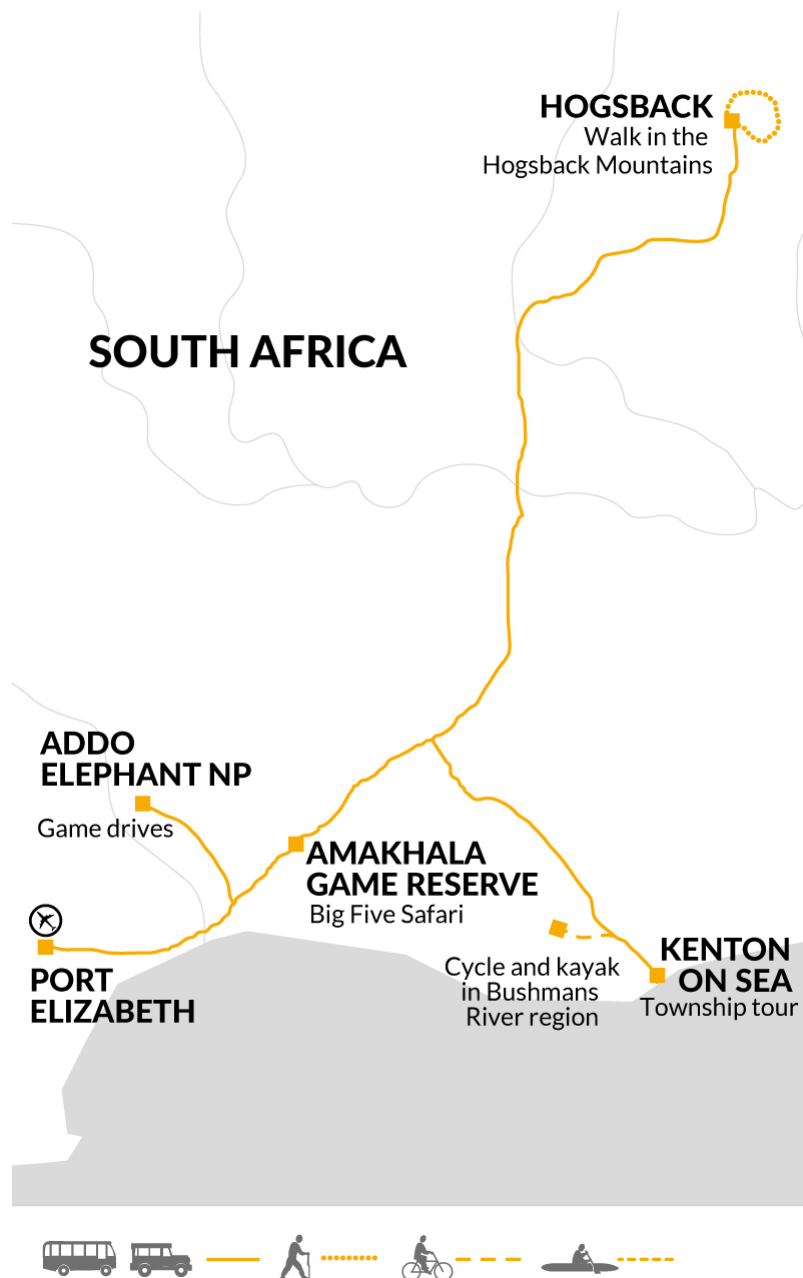 HOGSBACK
Walk in the
Hogsback Mountains
SOUTH AFRICA
ADDO
ELEPHANT NP
Game drives
AMAKHALA
GAME RESERVE
Big Five Safari
PORT
ELIZABETH
Cycle and kayak
in Bushmans
River region
KENTON
ON SEA
Township tour